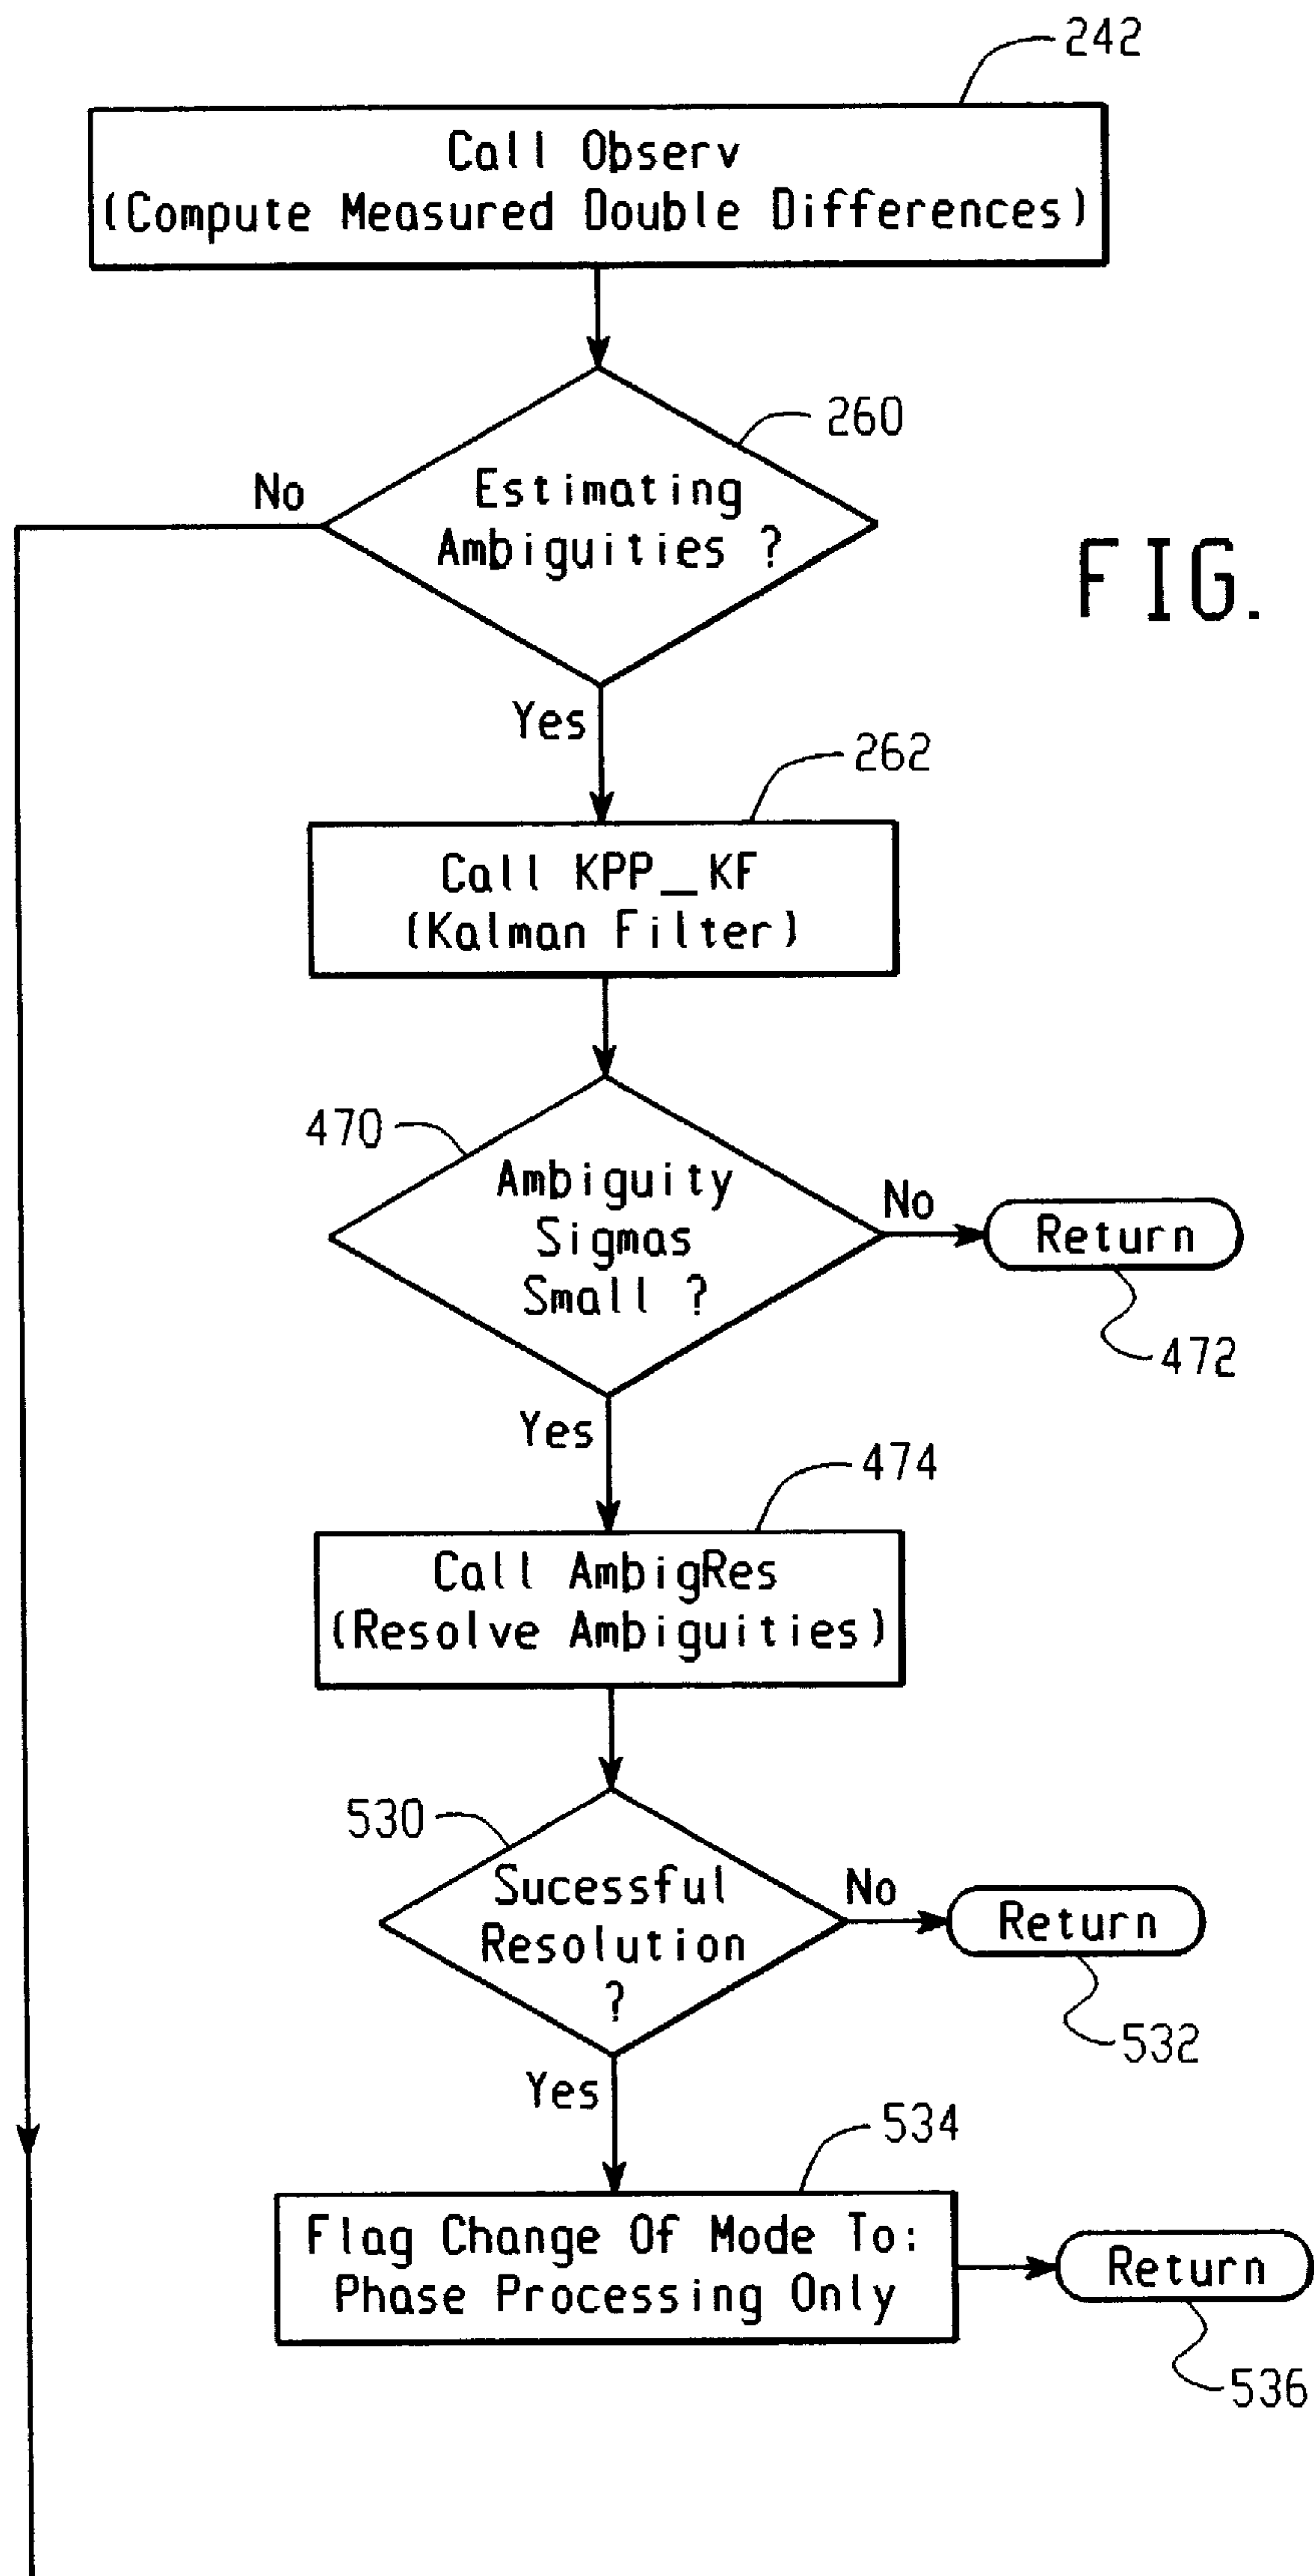 242
Call Observ
(Compute Measured Double Differences)
260
No
Estimating
Ambiguities ?
FIG.
Yes
262
Call KPP_KF
(Kalman Filter)
470
Ambiguity
Sigmas
Small ?
No
Return
472
Yes
474
Call AmbigRes
(Resolve Ambiguities)
530
Sucessful
Resolution
?
No
Return
532
Yes
534
Flag Change Of Mode To:
Phase Processing Only
Return
536